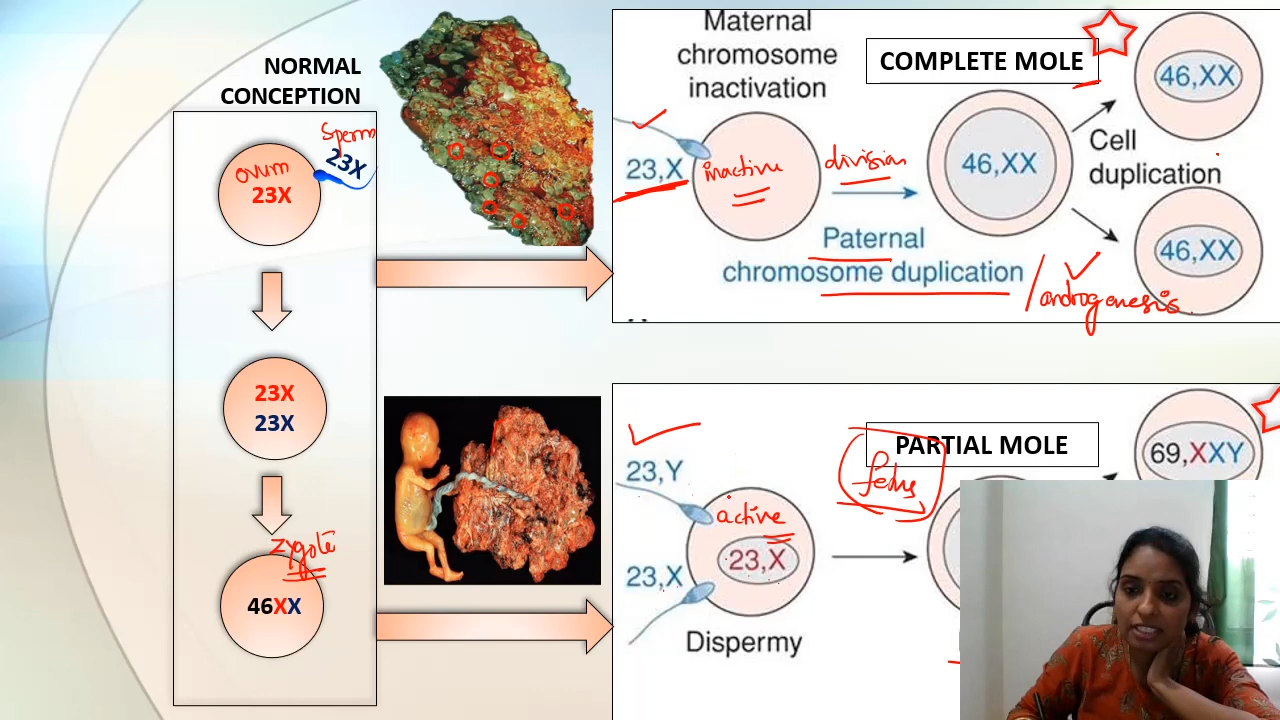 NORMAL
CONCEPTION
Sperm
23X
ovum
23X
23X
23X
Zygote
46XX
Maternal
chromosome
inactivation
COMPLETE MOLE
23,X
inactive
division
46,XX
Paternal
chromosome duplication
/androgenesis
Cell
duplication
46,XX
46,XX
PARTIAL MOLE
fetus
23,Y
active
23,X
23,X
Dispermy
69,XXY